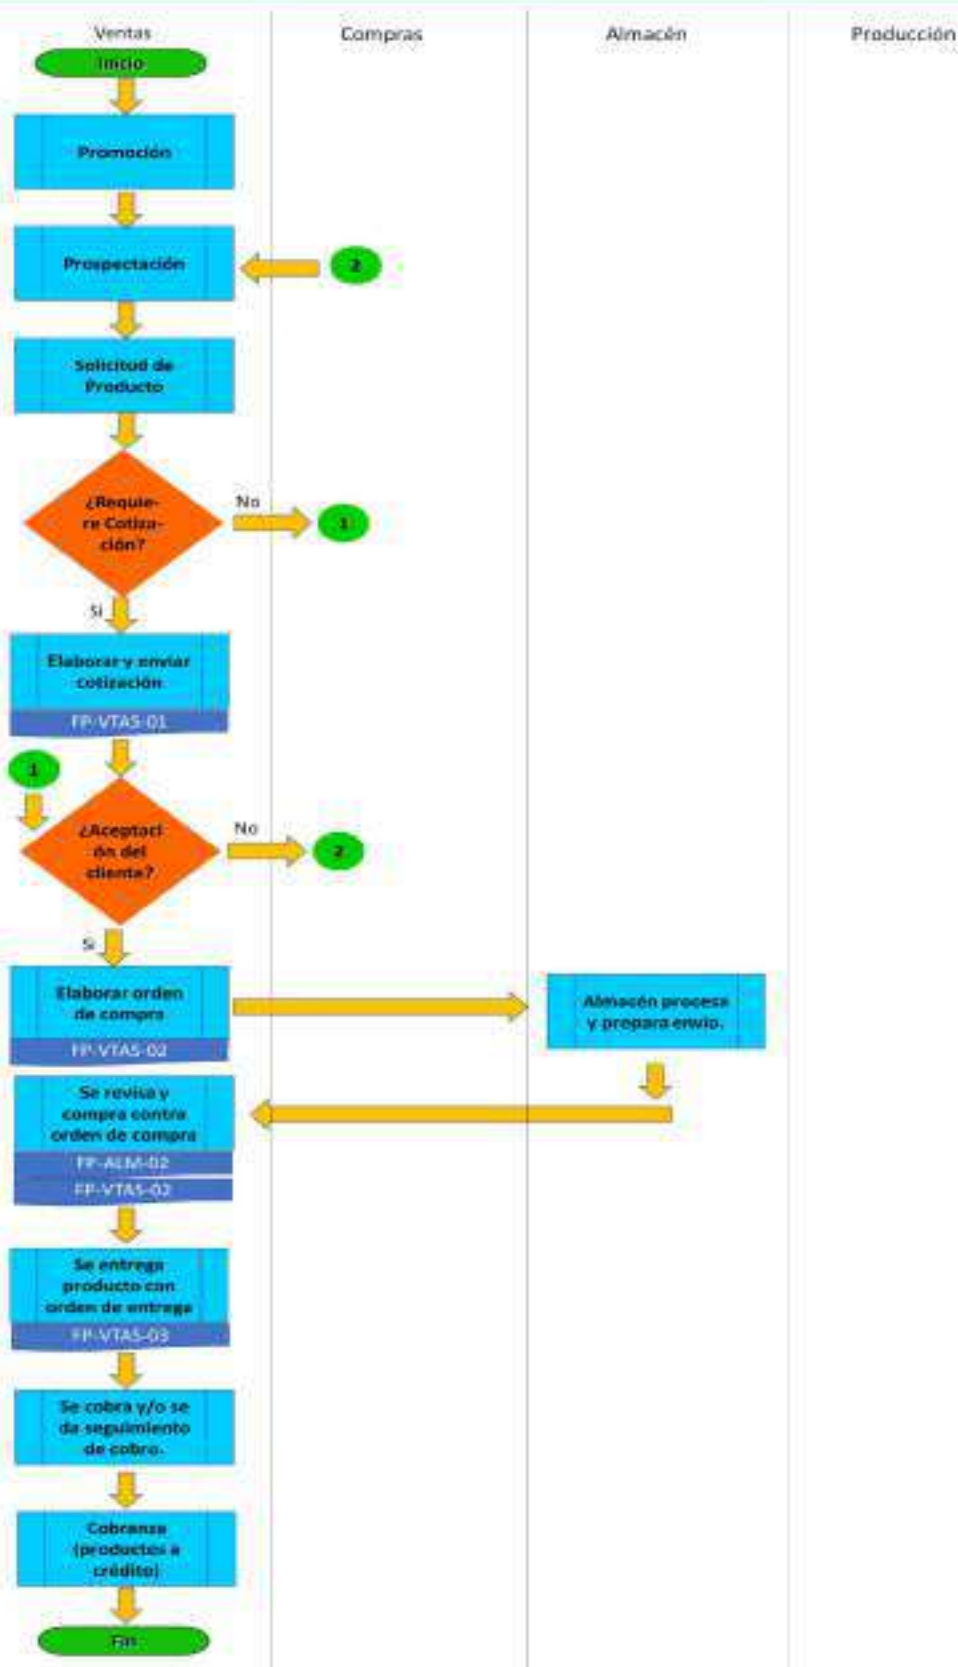 Ventas
Compras
Almacén
Producción
Inicio
Promoción
Prospectación
2
Solicitud de
Producto
¿Requie-
re Cotiza-
ción?
No
1
Si
Elaborar y enviar
cotización
FP-VTAS-01
1
¿Aceptaci
ón del
cliente?
No
2
Si
Elaborar orden
de compra
FP-VTAS-02
Almacén procesa
y prepara envío.
Se revisa y
compra contra
orden de compra
FP-ALM-02
FP-VTAS-02
Se entrega
producto con
orden de entrega
FP-VTAS-03
Se cobra y/o se
da seguimiento
de cobro.
Cobranza
(productos a
crédito)
Fin